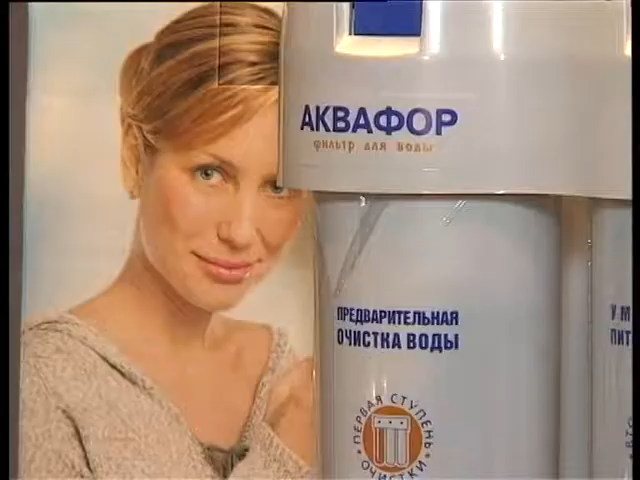 АКВАФОР
фильтр для воды
ПРЕДВАРИТЕЛЬНАЯ
ОЧИСТКА ВОДЫ
ПЕРВАЯ СТУПЕНЬ
ОЧИСТКИ